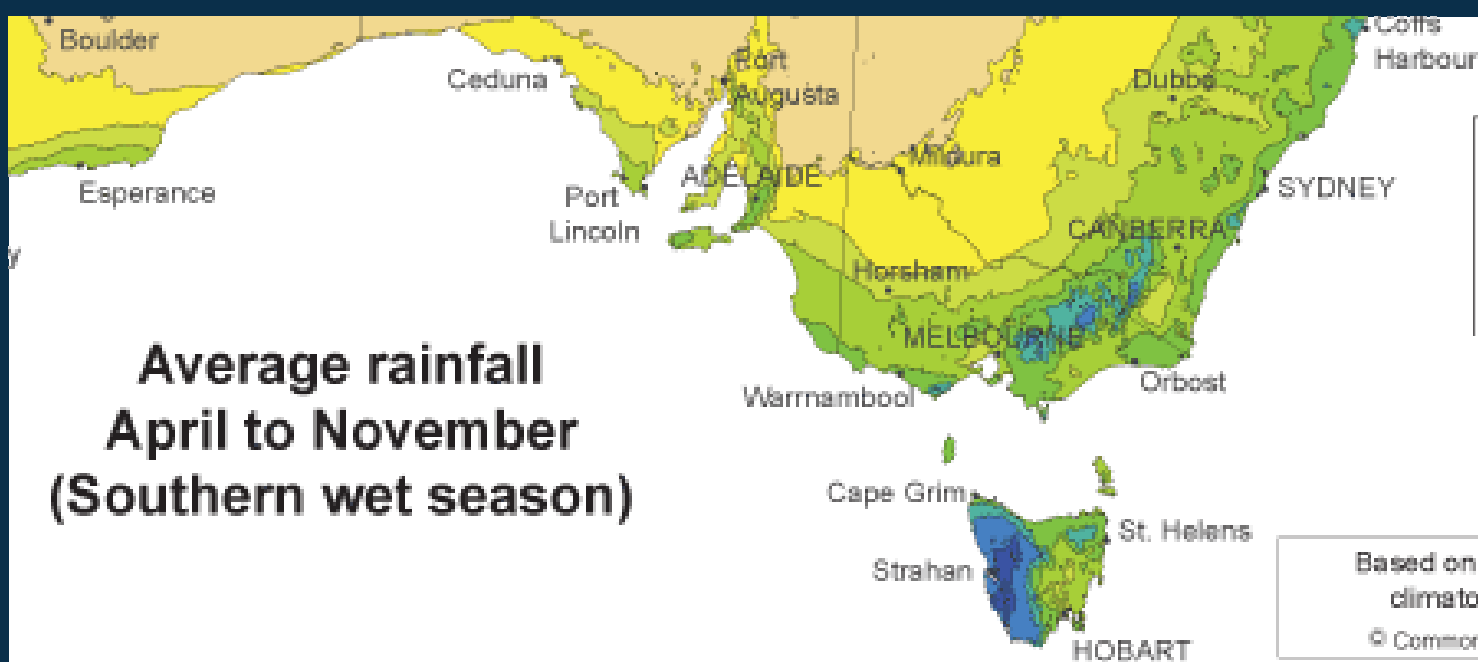 Boulder
Coffs
Harbour
Ceduna
Port
Augusta
Dubbo
Esperance
ADELAIDE
Mildura
Port
Lincoln
SYDNEY
CANBERRA
y
Horsham
MELBOURNE
Average rainfall
April to November
(Southern wet season)
Warrnambool
Orbost
Cape Grim
St. Helens
Strahan
HOBART
Based on
climato
© Common